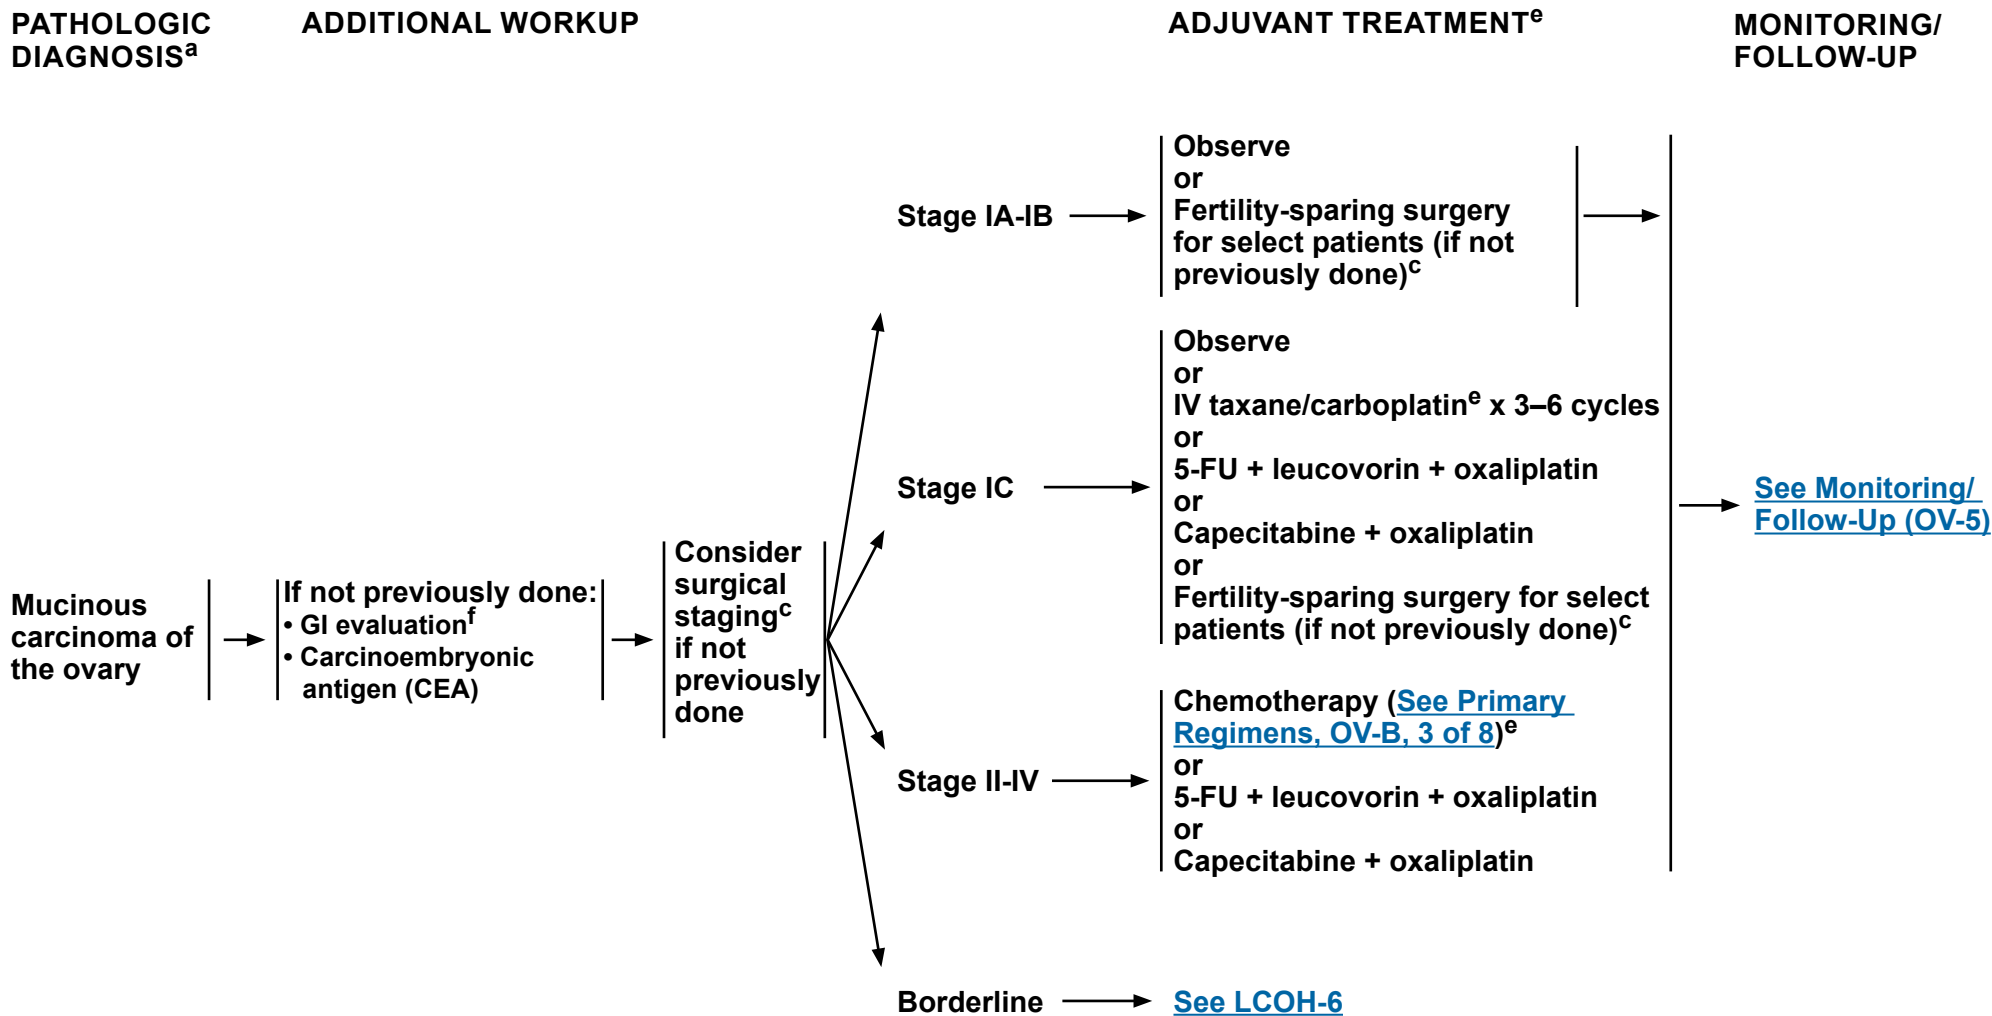 PATHOLOGIC
DIAGNOSISa
ADDITIONAL WORKUP
ADJUVANT TREATMENTe
MONITORING/
FOLLOW-UP
Mucinous
carcinoma of
the ovary
If not previously done:
• GI evaluationf
• Carcinoembryonic
antigen (CEA)
Consider
surgical
stagingc
if not
previously
done
Stage IA-IB
Observe
or
Fertility-sparing surgery
for select patients (if not
previously done)c
Stage IC
Observe
or
IV taxane/carboplatine x 3–6 cycles
or
5-FU + leucovorin + oxaliplatin
or
Capecitabine + oxaliplatin
or
Fertility-sparing surgery for select
patients (if not previously done)c
Stage II-IV
Chemotherapy (See Primary
Regimens, OV-B, 3 of 8)e
or
5-FU + leucovorin + oxaliplatin
or
Capecitabine + oxaliplatin
Borderline
See LCOH-6
See Monitoring/
Follow-Up (OV-5)